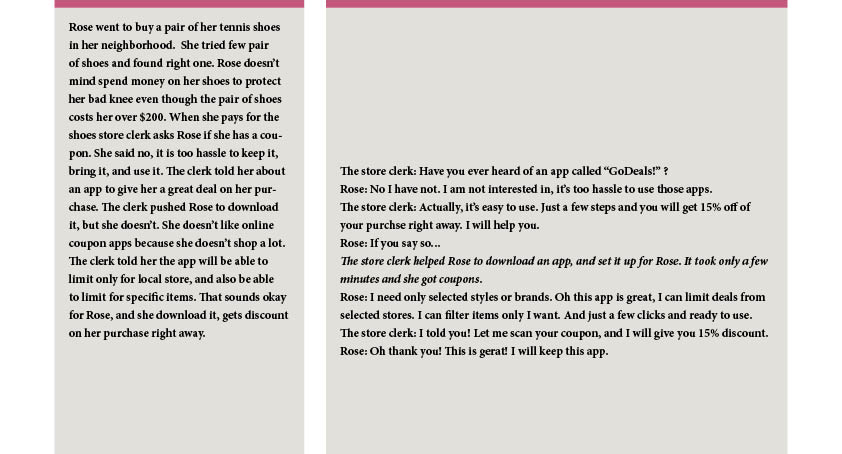 Rose went to buy a pair of her tennis shoes
in her neighborhood.  She tried few pair
of shoes and found right one. Rose doesn’t
mind spend money on her shoes to protect
her bad knee even though the pair of shoes
costs her over $200. When she pays for the
shoes store clerk asks Rose if she has a cou-
pon. She said no, it is too hassle to keep it,
bring it, and use it. The clerk told her about
an app to give her a great deal on her pur-
chase. The clerk pushed Rose to download
it, but she doesn’t. She doesn’t like online
coupon apps because she doesn’t shop a lot.
The clerk told her the app will be able to
limit only for local store, and also be able
to limit for specific items. That sounds okay
for Rose, and she download it, gets discount
on her purchase right away.
The store clerk: Have you ever heard of an app called “GoDeals!” ?
Rose: No I have not. I am not interested in, it’s too hassle to use those apps.
The store clerk: Actually, it’s easy to use. Just a few steps and you will get 15% off of
your purchse right away. I will help you.
Rose: If you say so...
The store clerk helped Rose to download an app, and set it up for Rose. It took only a few
minutes and she got coupons.
Rose: I need only selected styles or brands. Oh this app is great, I can limit deals from
selected stores. I can filter items only I want. And just a few clicks and ready to use.
The store clerk: I told you! Let me scan your coupon, and I will give you 15% discount.
Rose: Oh thank you! This is gerat! I will keep this app.